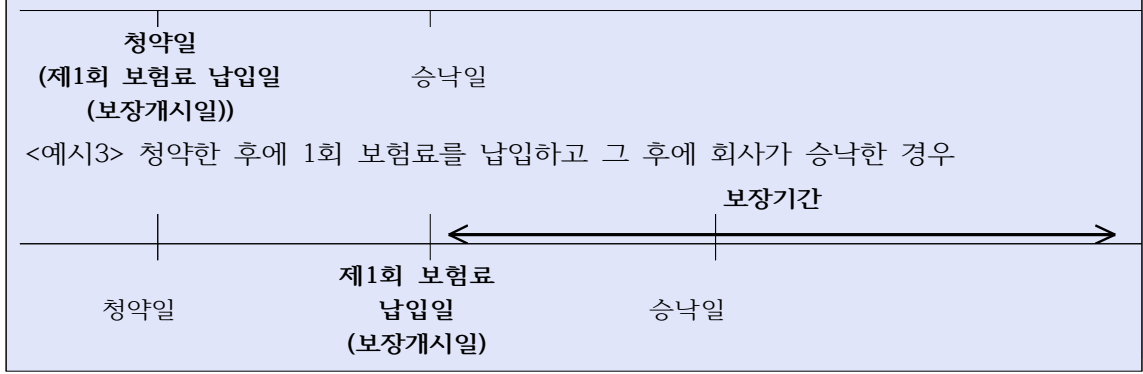 청약일
(제1회 보험료 납입일
(보장개시일))
승낙일
<예시3> 청약한 후에 1회 보험료를 납입하고 그 후에 회사가 승낙한 경우
보장기간
청약일
제1회 보험료
납입일
(보장개시일)
승낙일